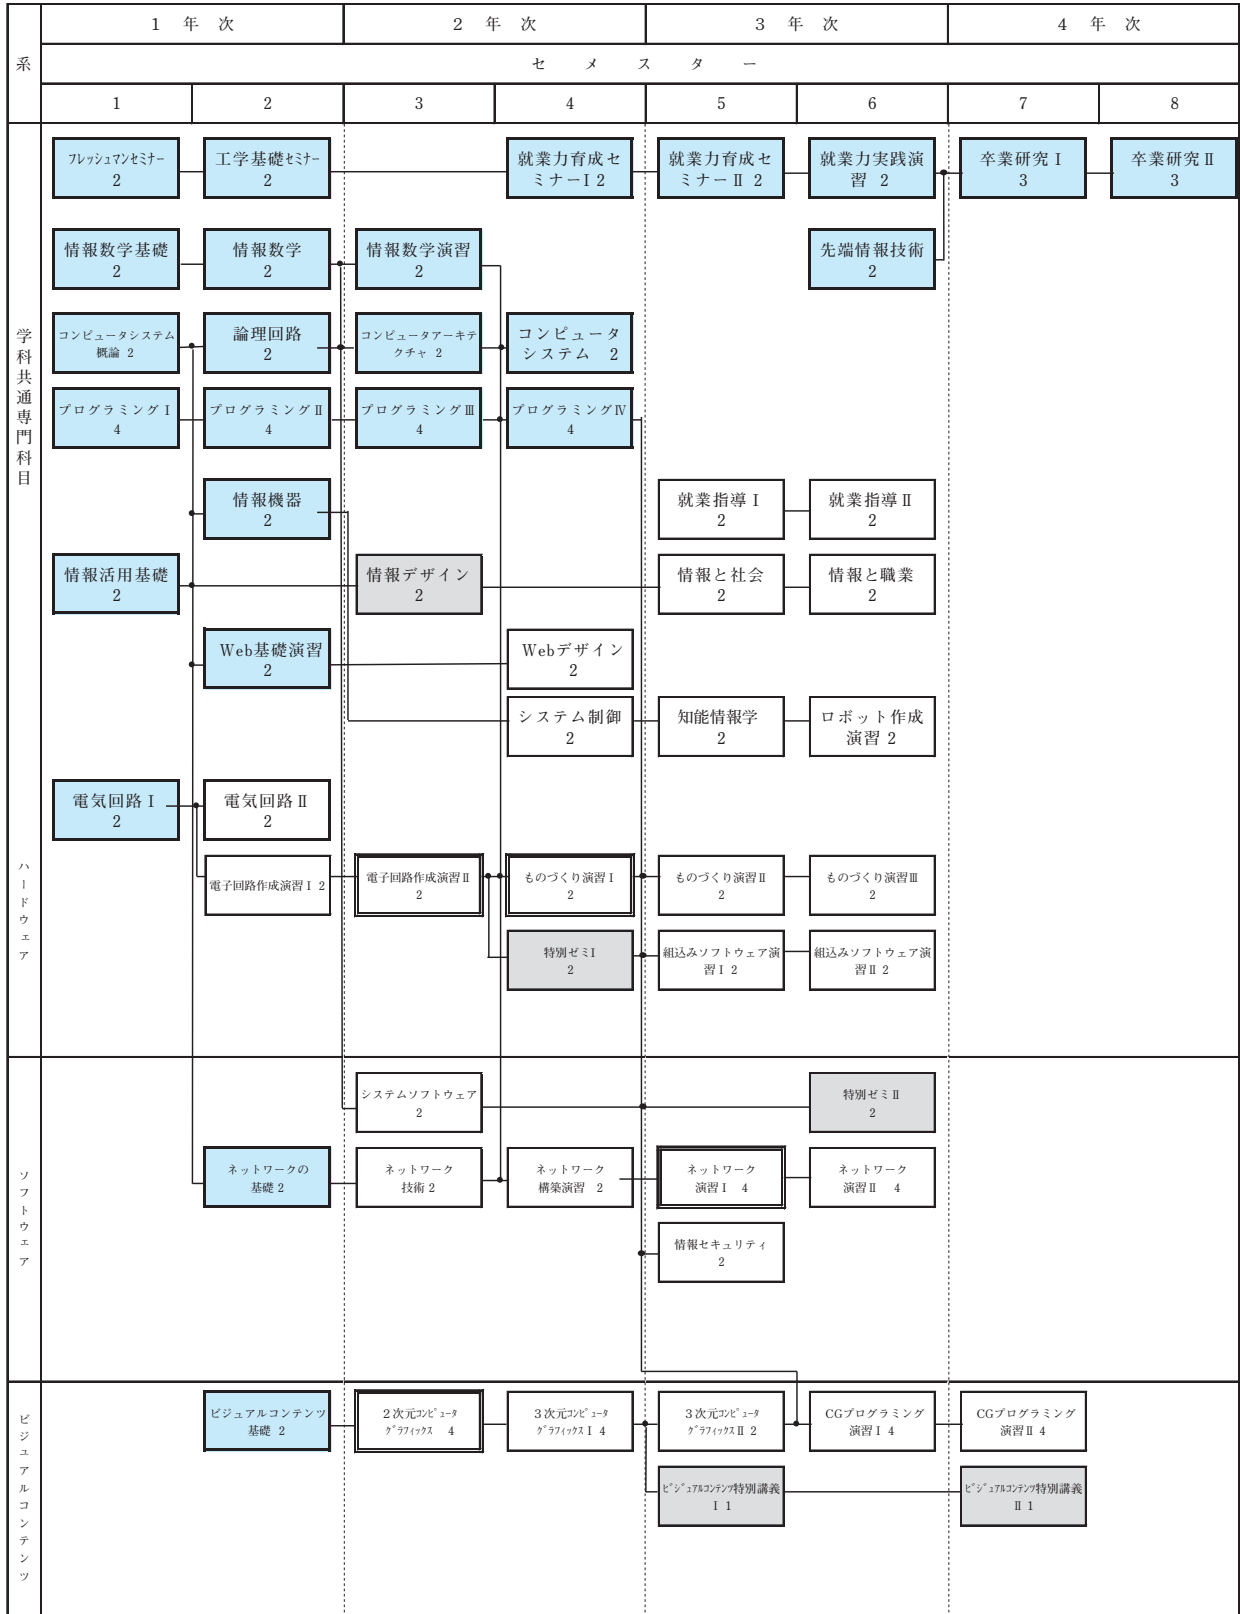 系
1 年 次
2 年 次
3 年 次
4 年 次
セ メ ス タ ー
1
2
3
4
5
6
7
8
学科共通専門科目
フレッシュマンセミナー
2
工学基礎セミナー
2
就業力育成セ
ミナーⅠ 2
就業力育成セ
ミナーⅡ 2
就業力実践演
習 2
卒業研究Ⅰ
3
卒業研究Ⅱ
3
情報数学基礎
2
情報数学
2
情報数学演習
2
先端情報技術
2
コンピュータシステム
概論 2
論理回路
2
コンピュータアーキテ
クチャ 2
コンピュータ
システム 2
プログラミングⅠ
4
プログラミングⅡ
4
プログラミングⅢ
4
プログラミングⅣ
4
情報機器
2
就業指導Ⅰ
2
就業指導Ⅱ
2
情報活用基礎
2
情報デザイン
2
情報と社会
2
情報と職業
2
Web基礎演習
2
Webデザイン
2
システム制御
2
知能情報学
2
ロボット作成
演習 2
電気回路Ⅰ
2
電気回路Ⅱ
2
ハードウェア
電子回路作成演習Ⅰ 2
電子回路作成演習Ⅱ
2
ものづくり演習Ⅰ
2
ものづくり演習Ⅱ
2
ものづくり演習Ⅲ
2
特別ゼミⅠ
2
組込みソフトウェア演
習Ⅰ 2
組込みソフトウェア演
習Ⅱ 2
ソフトウェア
システムソフトウェア
2
特別ゼミⅡ
2
ネットワークの
基礎 2
ネットワーク
技術 2
ネットワーク
構築演習 2
ネットワーク
演習Ⅰ 4
ネットワーク
演習Ⅱ 4
情報セキュリティ
2
ビジュアルコンテンツ
ビジュアルコンテンツ
基礎 2
2次元コンピュータ
グラフィックス 4
3次元コンピュータ
グラフィックスⅠ 4
3次元コンピュータ
グラフィックスⅡ 2
CGプログラミング
演習Ⅰ 4
CGプログラミング
演習Ⅱ 4
ビジュアルコンテンツ特別講義
Ⅰ 1
ビジュアルコンテンツ特別講義
Ⅱ 1